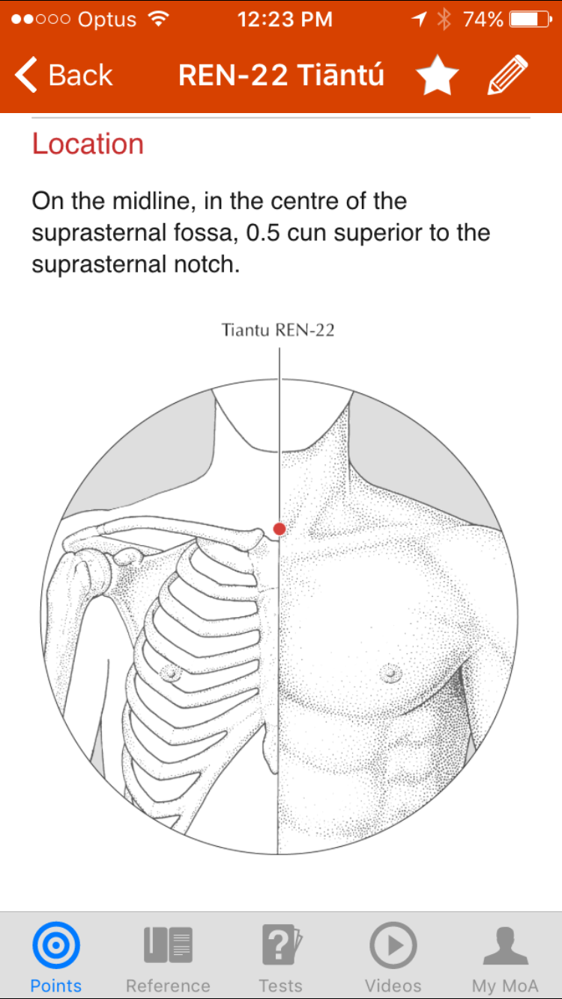 Optus 12:23 PM 74%
Back REN-22 Tiāntú
Location
On the midline, in the centre of the
suprasternal fossa, 0.5 cun superior to the
suprasternal notch.
Tiantu REN-22
Points Reference Tests Videos My MoA